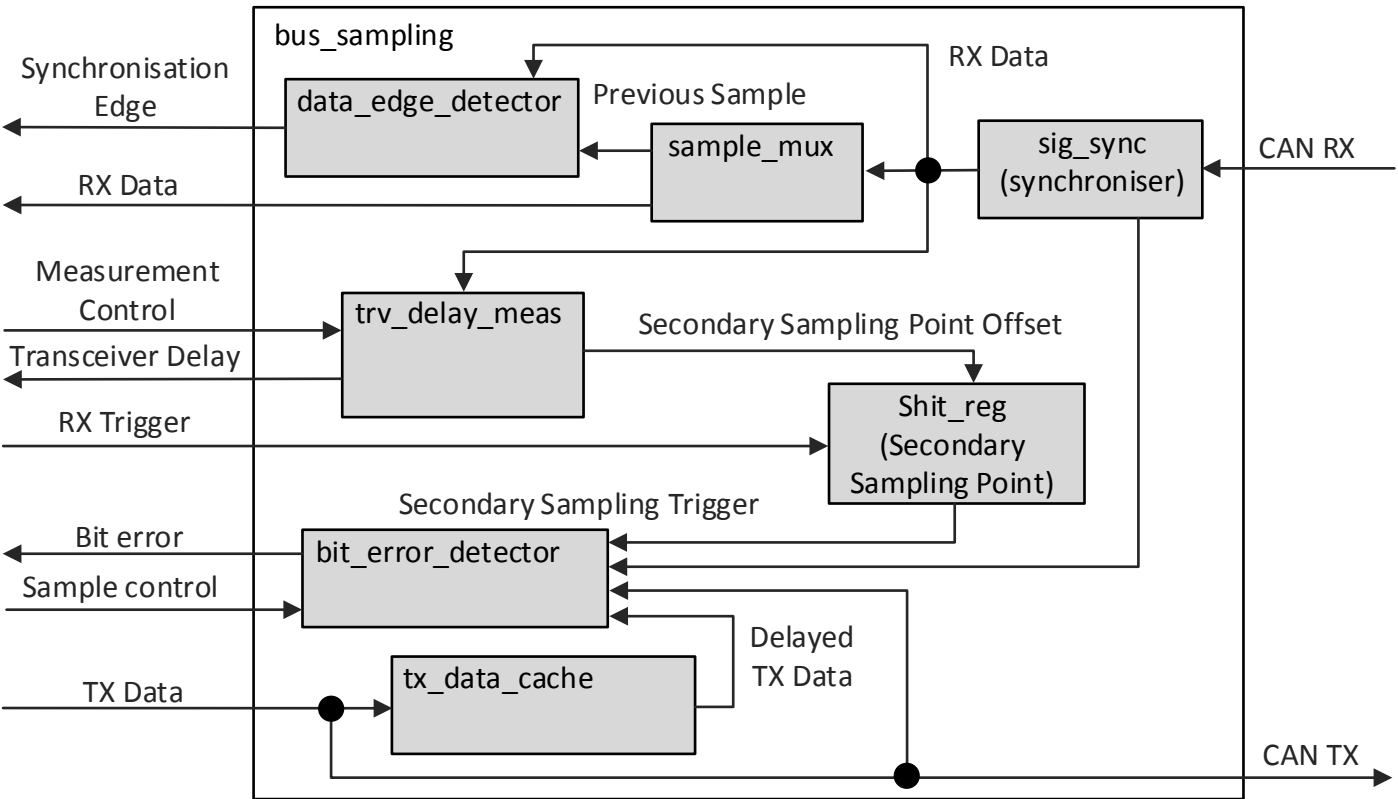 bus_sampling
Synchronisation
Edge
data_edge_detector
RX Data
Previous Sample
sample_mux
sig_sync
(synchroniser)
CAN RX
RX Data
Measurement
Control
trv_delay_meas
Secondary Sampling Point Offset
Transceiver Delay
Shit_reg
(Secondary
Sampling Point)
RX Trigger
Secondary Sampling Trigger
Bit error
bit_error_detector
Sample control
Delayed
TX Data
tx_data_cache
TX Data
CAN TX